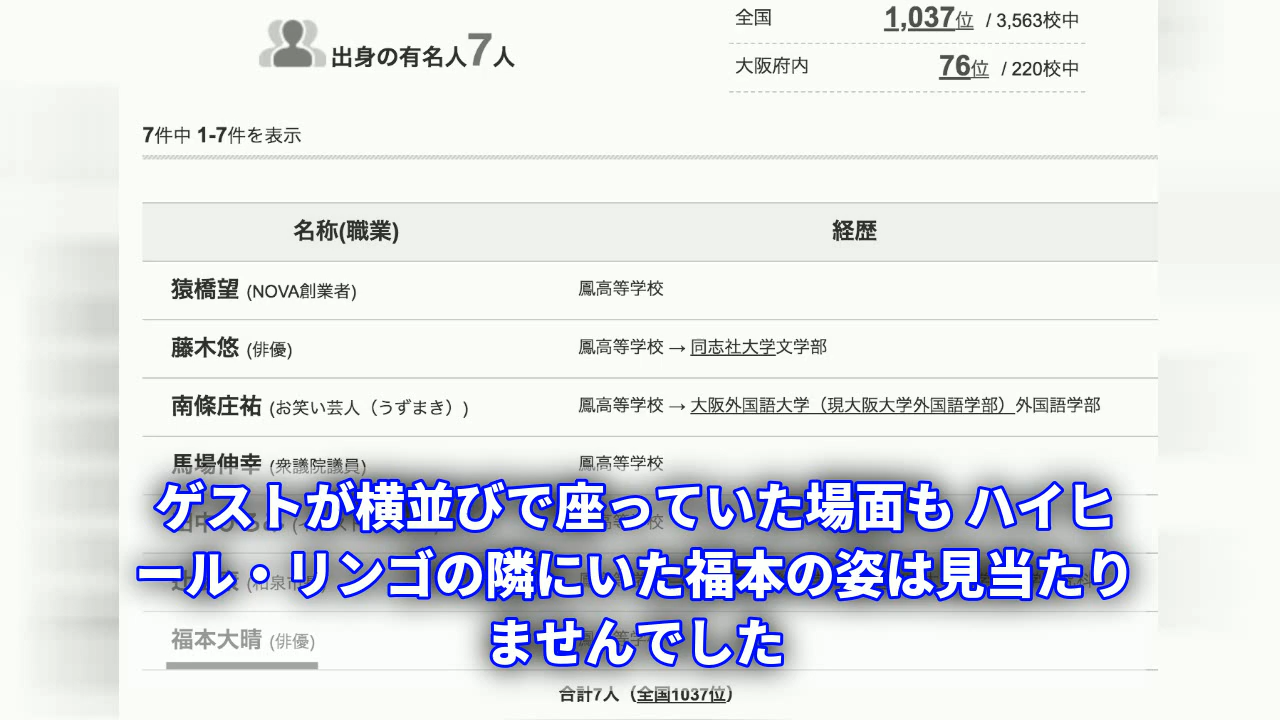 全国 1,037位 / 3,563校中
出身の有名人7人
大阪府内 76位 / 220校中
7件中 1-7件を表示
名称(職業) 経歴
猿橋望 (NOVA創業者) 鳳高等学校
藤木悠 (俳優) 鳳高等学校 → 同志社大学文学部
南條庄祐 (お笑い芸人（うずまき）) 鳳高等学校 → 大阪外国語大学（現大阪大学外国語学部）外国語学部
馬場伸幸 (衆議院議員) 鳳高等学校
ゲストが横並びで座っていた場面も ハイヒ
ール・リンゴの隣にいた福本の姿は見当たり
ませんでした
福本大晴 (俳優)
合計7人（全国1037位）